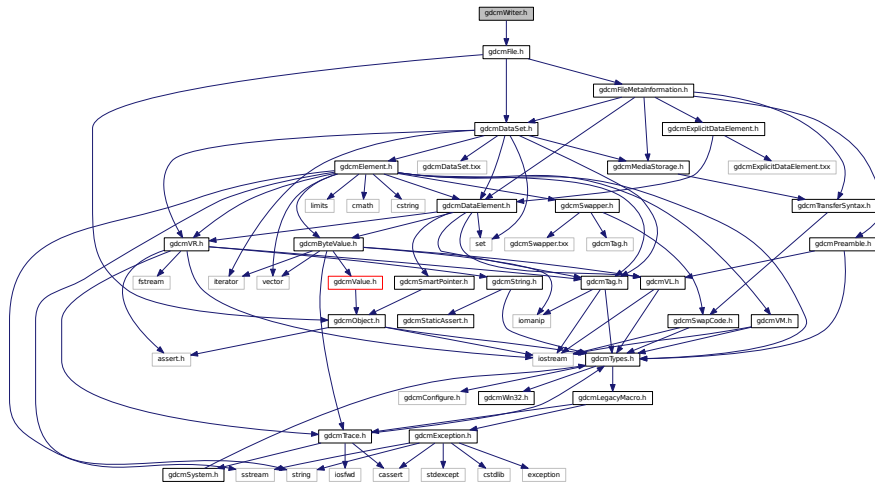 gdcmWriter.h
gdcmFile.h
gdcmFileMetaInformation.h
gdcmDataSet.h
gdcmExplicitDataElement.h
gdcmElement.h
gdcmDataSet.txx
gdcmMediaStorage.h
gdcmExplicitDataElement.txx
limits
cmath
cstring
gdcmDataElement.h
gdcmSwapper.h
gdcmTransferSyntax.h
gdcmVR.h
gdcmByteValue.h
set
gdcmSwapper.txx
gdcmTag.h
gdcmPreamble.h
fstream
iterator
vector
gdcmValue.h
gdcmSmartPointer.h
gdcmString.h
gdcmTag.h
gdcmVL.h
gdcmObject.h
gdcmStaticAssert.h
iomanip
gdcmSwapCode.h
gdcmVM.h
assert.h
iostream
gdcmTypes.h
gdcmConfigure.h
gdcmWin32.h
gdcmLegacyMacro.h
gdcmTrace.h
gdcmException.h
gdcmSystem.h
sstream
string
iosfwd
cassert
stdexcept
cstdlib
exception